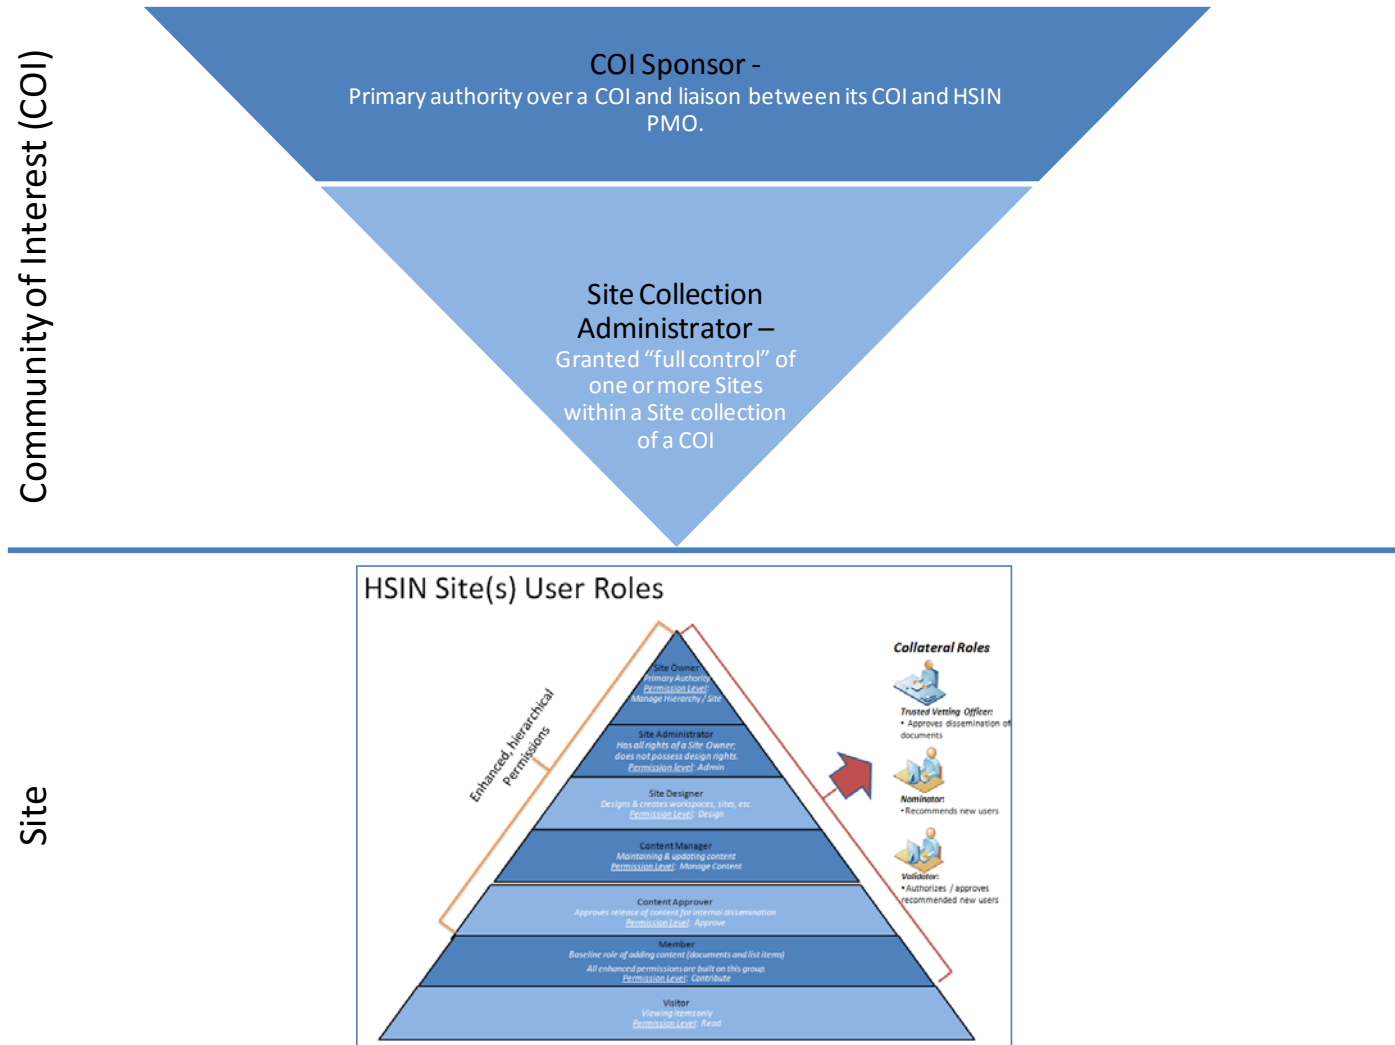 Community of Interest (COI)
COI Sponsor -
Primary authority over a COI and liaison between its COI and HSIN
PMO.
Site Collection
Administrator –
Granted “full control” of
one or more Sites
within a Site collection
of a COI
Site
HSIN Site(s) User Roles
Enhanced, hierarchical
Permissions
Site Owner
Primary Authority
Permission Level:
Manage Hierarchy / Site
Site Administrator
Has all rights of a Site Owner;
does not possess design rights.
Permission level: Admin
Site Designer
Designs & creates workspaces, sites, etc.
Permission Level: Design
Content Manager
Maintaining & updating content
Permission Level: Manage Content
Content Approver
Approves release of content for internal dissemination
Permission Level: Approve
Member
Baseline role of adding content (documents and list items)
All enhanced permissions are built on this group.
Permission Level: Contribute
Visitor
Viewing items only
Permission Level: Read
Collateral Roles
Trusted Vetting Officer:
• Approves dissemination of
documents
Nominator:
• Recommends new users
Validator:
• Authorizes / approves
recommended new users